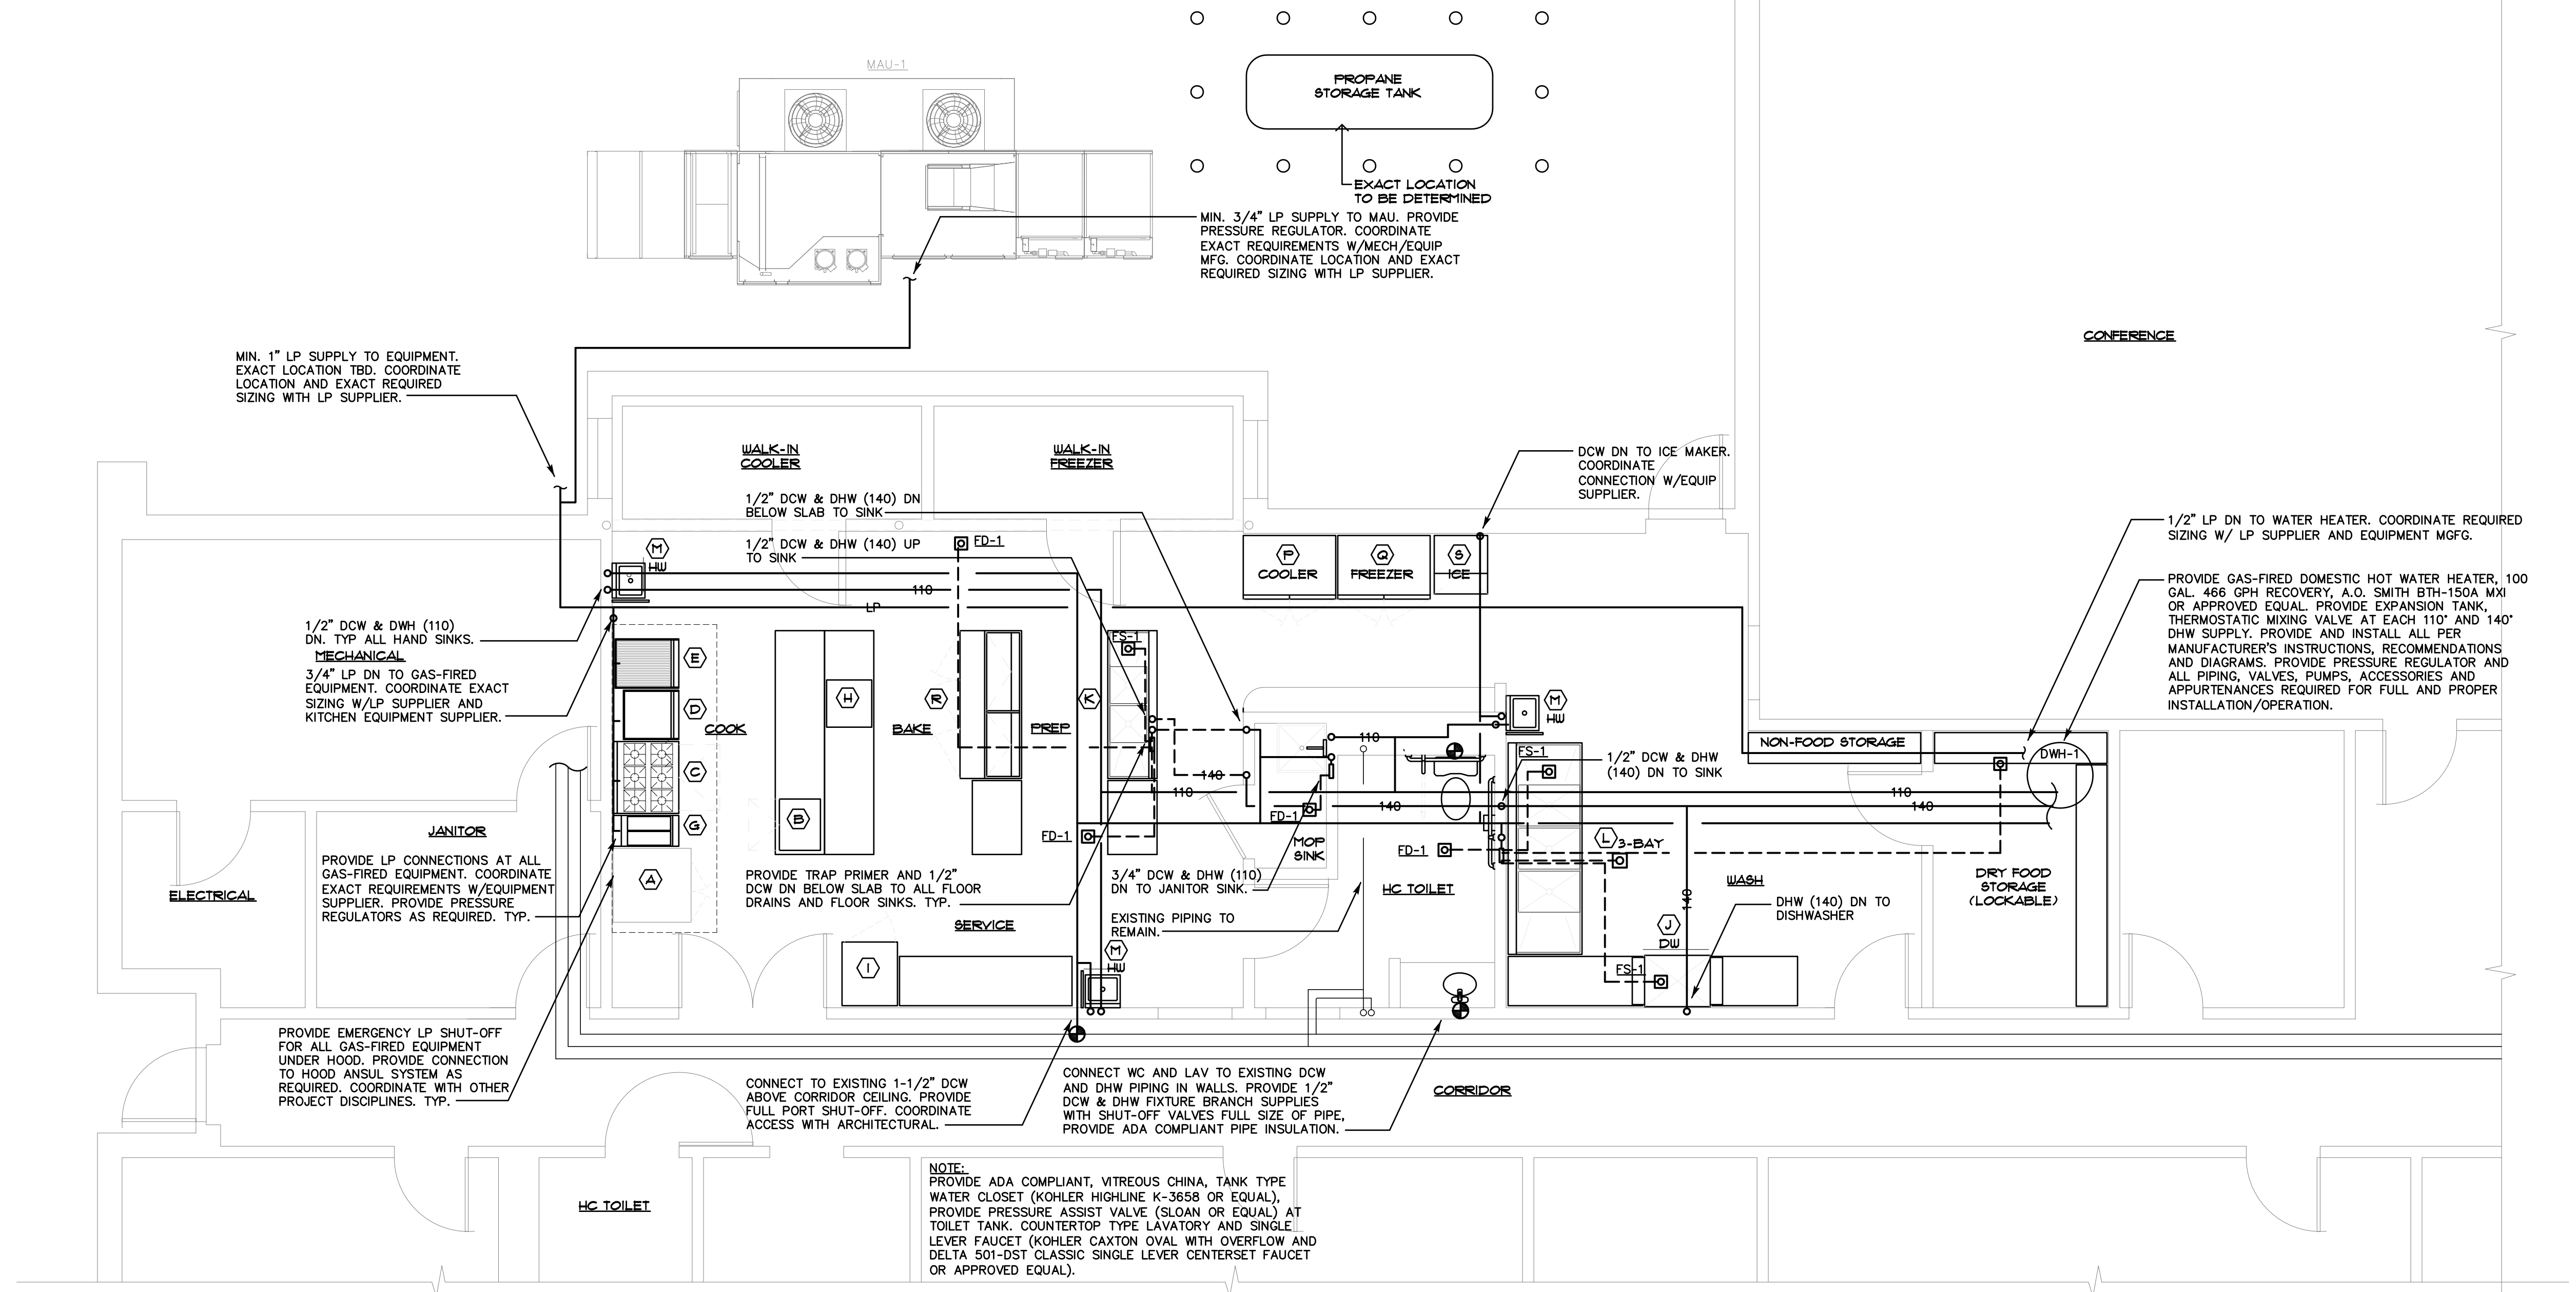 MAU-1
PROPANE
STORAGE TANK
EXACT LOCATION
TO BE DETERMINED
MIN. 3/4" LP SUPPLY TO MAU. PROVIDE
PRESSURE REGULATOR. COORDINATE
EXACT REQUIREMENTS W/MECH/EQUIP
MFG. COORDINATE LOCATION AND EXACT
REQUIRED SIZING WITH LP SUPPLIER.
CONFERENCE
MIN. 1" LP SUPPLY TO EQUIPMENT.
EXACT LOCATION TBD. COORDINATE
LOCATION AND EXACT REQUIRED
SIZING WITH LP SUPPLIER.
WALK-IN
COOLER
WALK-IN
FREEZER
DCW DN TO ICE MAKER.
COORDINATE
CONNECTION W/EQUIP
SUPPLIER.
1/2" DCW & DHW (140) DN
BELOW SLAB TO SINK
1/2" DCW & DHW (140) UP
TO SINK
FD-1
1/2" LP DN TO WATER HEATER. COORDINATE REQUIRED
SIZING W/ LP SUPPLIER AND EQUIPMENT MGFG.
M
HW
P
COOLER
Q
FREEZER
S
ICE
110
LP
PROVIDE GAS-FIRED DOMESTIC HOT WATER HEATER, 100
GAL. 466 GPH RECOVERY, A.O. SMITH BTH-150A MXI
OR APPROVED EQUAL. PROVIDE EXPANSION TANK,
THERMOSTATIC MIXING VALVE AT EACH 110° AND 140°
DHW SUPPLY. PROVIDE AND INSTALL ALL PER
MANUFACTURER'S INSTRUCTIONS, RECOMMENDATIONS
AND DIAGRAMS. PROVIDE PRESSURE REGULATOR AND
ALL PIPING, VALVES, PUMPS, ACCESSORIES AND
APPURTENANCES REQUIRED FOR FULL AND PROPER
INSTALLATION/OPERATION.
1/2" DCW & DWH (110)
DN. TYP ALL HAND SINKS.
MECHANICAL
3/4" LP DN TO GAS-FIRED
EQUIPMENT. COORDINATE EXACT
SIZING W/LP SUPPLIER AND
KITCHEN EQUIPMENT SUPPLIER.
E
D
C
G
A
COOK
H
B
R
BAKE
PREP
K
FS-1
M
HW
110
140
110
140
110
140
FS-1
1/2" DCW & DHW
(140) DN TO SINK
NON-FOOD STORAGE
DWH-1
FD-1
FD-1
MOP
SINK
FD-1
L
3-BAY
JANITOR
PROVIDE LP CONNECTIONS AT ALL
GAS-FIRED EQUIPMENT. COORDINATE
EXACT REQUIREMENTS W/EQUIPMENT
SUPPLIER. PROVIDE PRESSURE
REGULATORS AS REQUIRED. TYP.
ELECTRICAL
PROVIDE TRAP PRIMER AND 1/2"
DCW DN BELOW SLAB TO ALL FLOOR
DRAINS AND FLOOR SINKS. TYP.
3/4" DCW & DHW (110)
DN TO JANITOR SINK.
EXISTING PIPING TO
REMAIN.
HC TOILET
WASH
140
DHW (140) DN TO
DISHWASHER
DRY FOOD
STORAGE
(LOCKABLE)
SERVICE
I
M
HW
J
DW
FS-1
PROVIDE EMERGENCY LP SHUT-OFF
FOR ALL GAS-FIRED EQUIPMENT
UNDER HOOD. PROVIDE CONNECTION
TO HOOD ANSUL SYSTEM AS
REQUIRED. COORDINATE WITH OTHER
PROJECT DISCIPLINES. TYP.
CONNECT TO EXISTING 1-1/2" DCW
ABOVE CORRIDOR CEILING. PROVIDE
FULL PORT SHUT-OFF. COORDINATE
ACCESS WITH ARCHITECTURAL.
CONNECT WC AND LAV TO EXISTING DCW
AND DHW PIPING IN WALLS. PROVIDE 1/2"
DCW & DHW FIXTURE BRANCH SUPPLIES
WITH SHUT-OFF VALVES FULL SIZE OF PIPE,
PROVIDE ADA COMPLIANT PIPE INSULATION.
CORRIDOR
HC TOILET
NOTE:
PROVIDE ADA COMPLIANT, VITREOUS CHINA, TANK TYPE
WATER CLOSET (KOHLER HIGHLINE K-3658 OR EQUAL),
PROVIDE PRESSURE ASSIST VALVE (SLOAN OR EQUAL) AT
TOILET TANK. COUNTERTOP TYPE LAVATORY AND SINGLE
LEVER FAUCET (KOHLER CAXTON OVAL WITH OVERFLOW AND
DELTA 501-DST CLASSIC SINGLE LEVER CENTERSET FAUCET
OR APPROVED EQUAL).